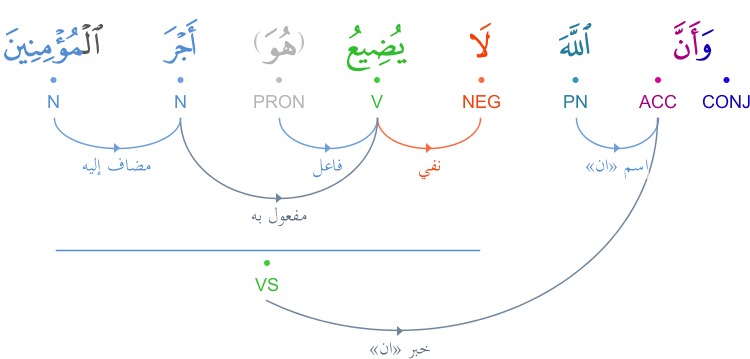 وَأَنَّ ٱللَّهَ لَا يُضِيعُ (هُوَ) أَجْرَ ٱلْمُؤْمِنِينَ
CONJ ACC PN NEG V PRON N N
اسم «ان» نفي فاعل مضاف إليه
مفعول به
VS
خبر «ان»